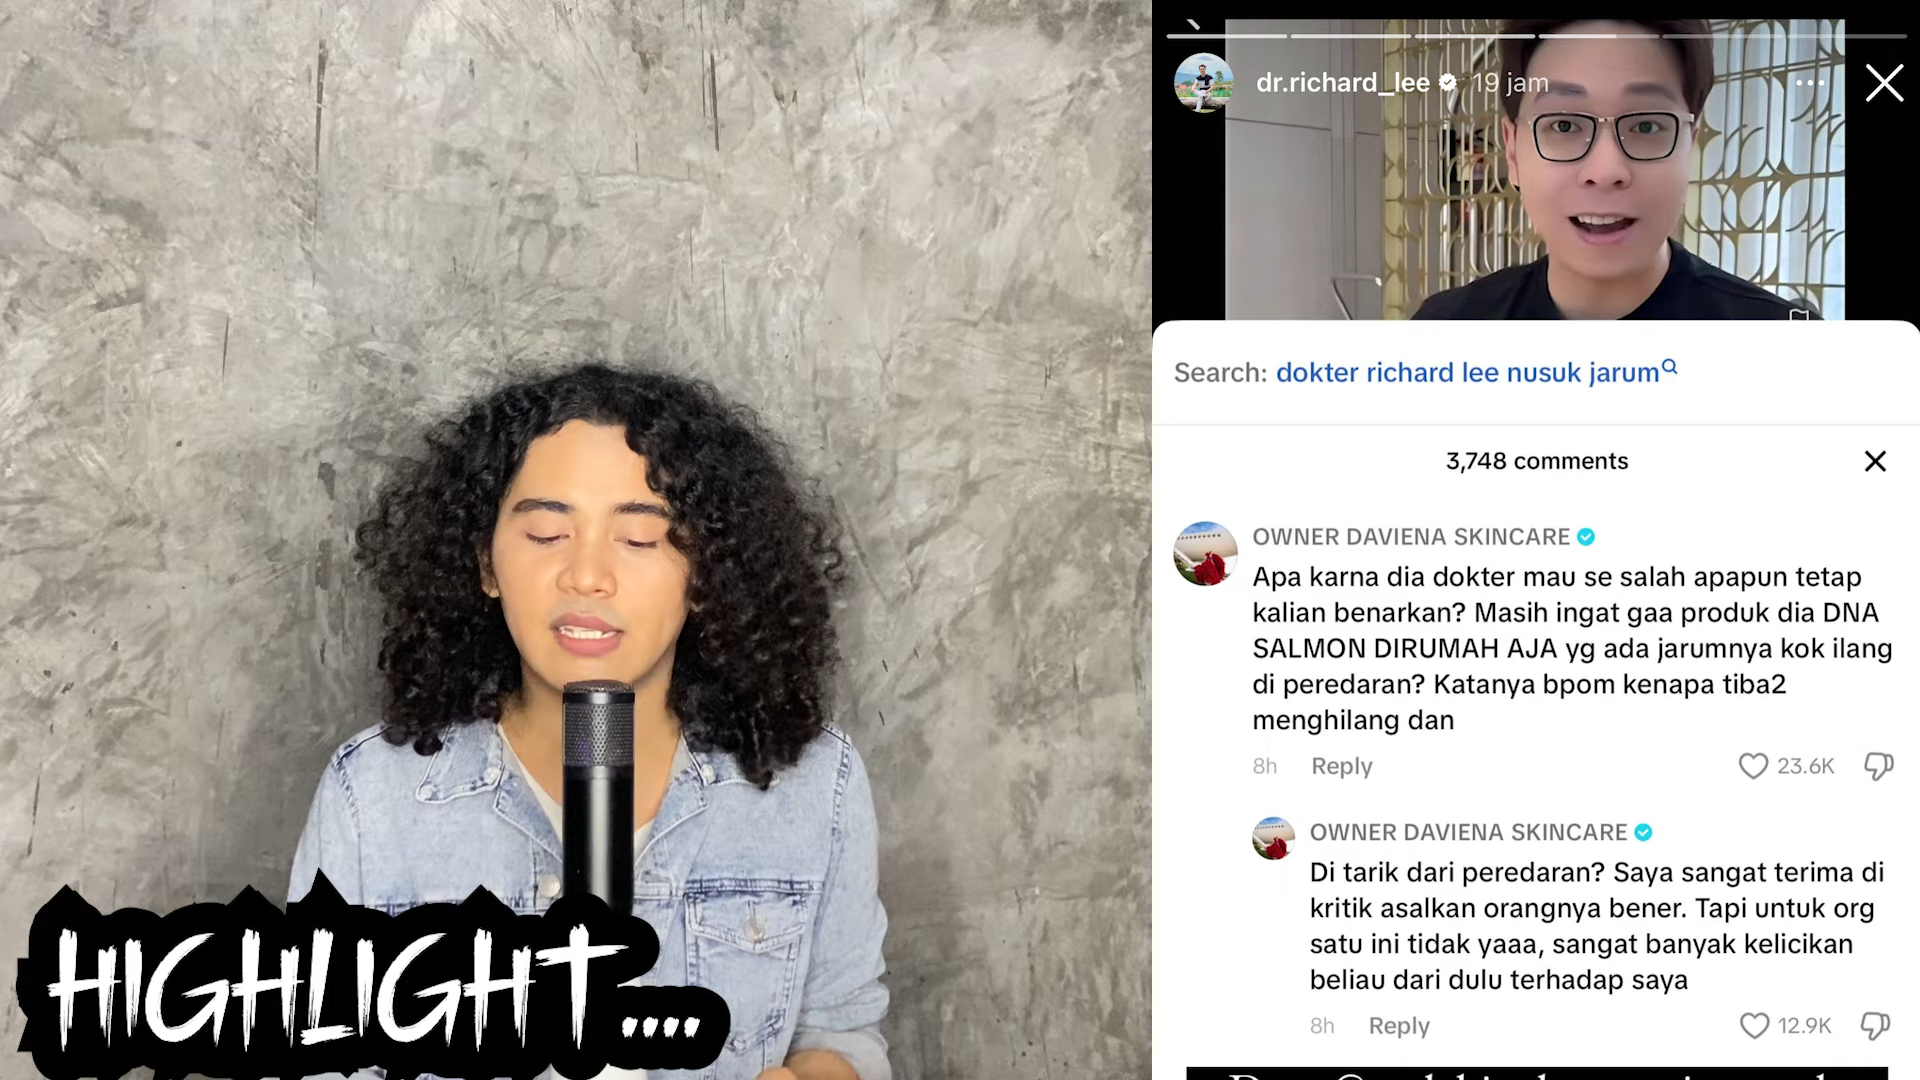 dr.richard_lee 19 jam
Search: dokter richard lee nusuk jarum
3,748 comments
OWNER DAVIENA SKINCARE
Apa karna dia dokter mau se salah apapun tetap
kalian benarkan? Masih ingat gaa produk dia DNA
SALMON DIRUMAH AJA yg ada jarumnya kok ilang
di peredaran? Katanya bpom kenapa tiba2
menghilang dan
8h Reply 23.6K
OWNER DAVIENA SKINCARE
Di tarik dari peredaran? Saya sangat terima di
kritik asalkan orangnya bener. Tapi untuk org
satu ini tidak yaaa, sangat banyak kelicikan
beliau dari dulu terhadap saya
8h Reply 12.9K
HIGHLIGHT....